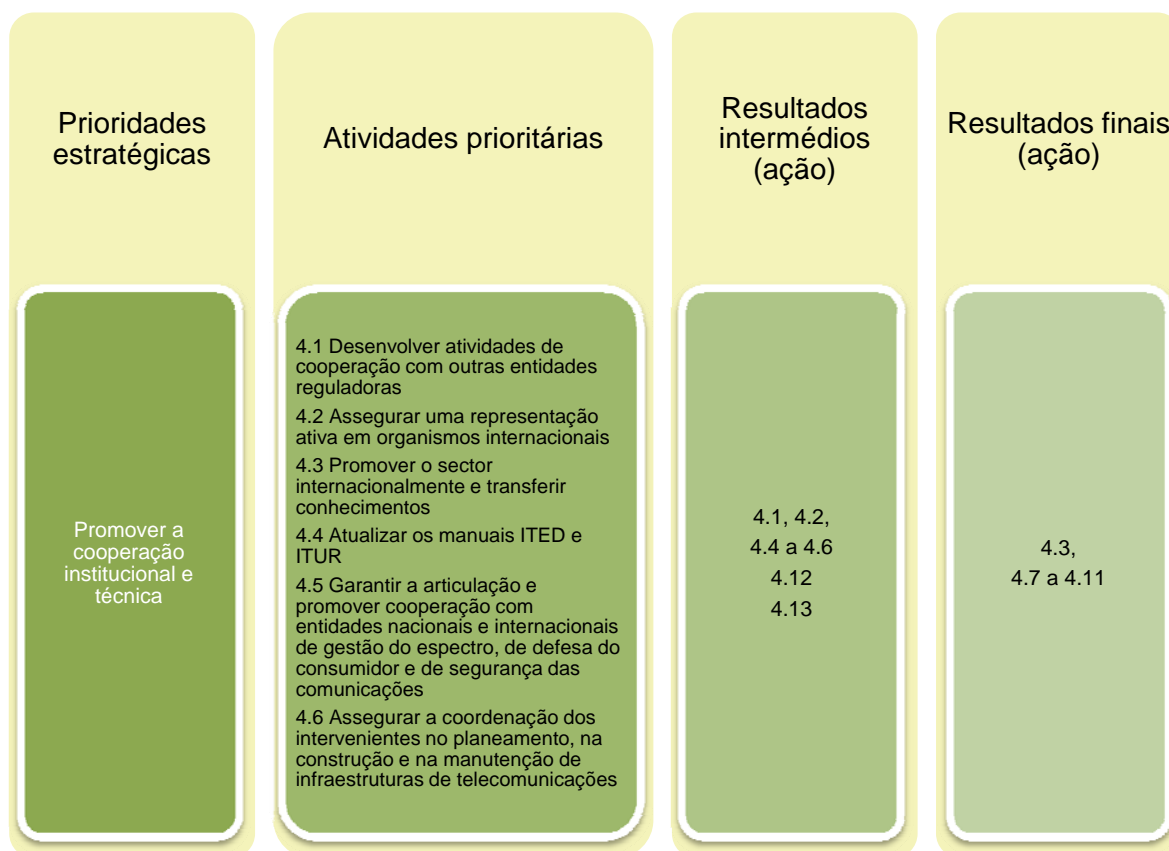 Prioridades
estratégicas
Atividades prioritárias
Resultados
intermédios
(ação)
Resultados finais
(ação)
Promover a
cooperação
institucional e
técnica
4.1 Desenvolver atividades de
cooperação com outras entidades
reguladoras
4.2 Assegurar uma representação
ativa em organismos internacionais
4.3 Promover o sector
internacionalmente e transferir
conhecimentos
4.4 Atualizar os manuais ITED e
ITUR
4.5 Garantir a articulação e
promover cooperação com
entidades nacionais e internacionais
de gestão do espectro, de defesa do
consumidor e de segurança das
comunicações
4.6 Assegurar a coordenação dos
intervenientes no planeamento, na
construção e na manutenção de
infraestruturas de telecomunicações
4.1, 4.2,
4.4 a 4.6
4.12
4.13
4.3,
4.7 a 4.11